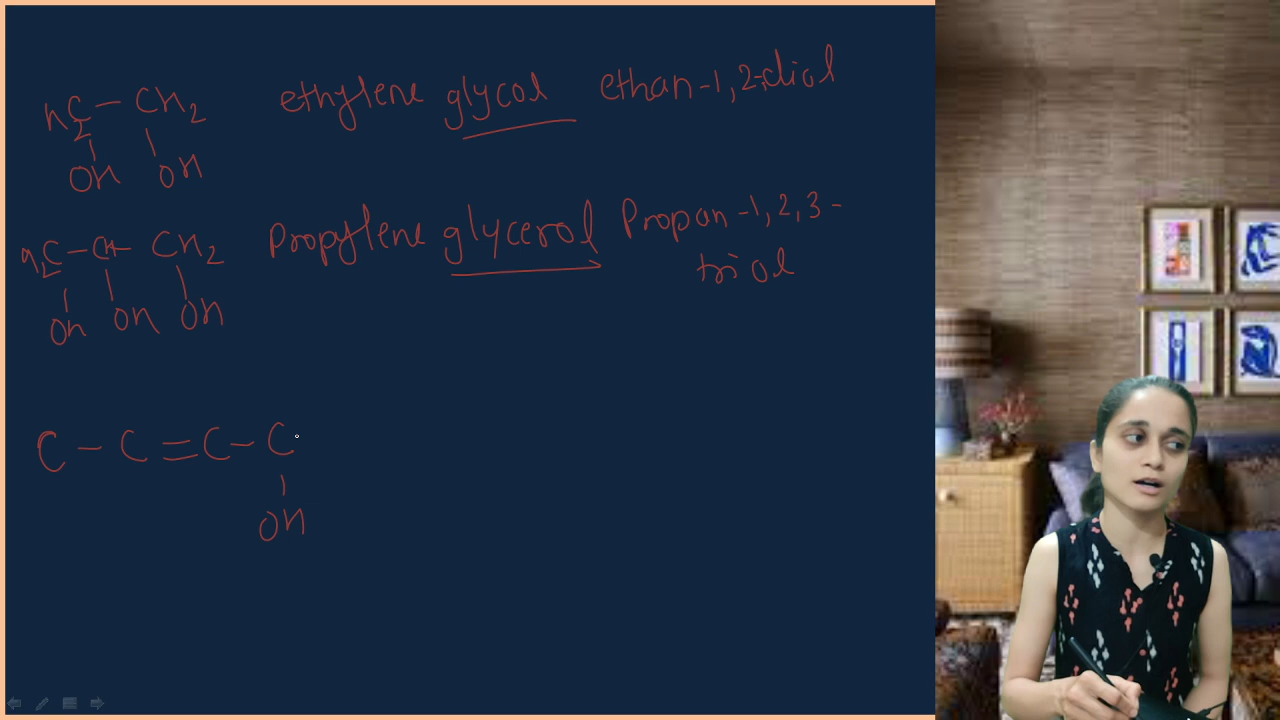 H2C - CH2 ethylene glycol ethan-1,2-diol
OH OH
H2C - CH - CH2 Propylene glycerol Propan-1,2,3-
triol
OH OH OH
C - C = C - C
OH